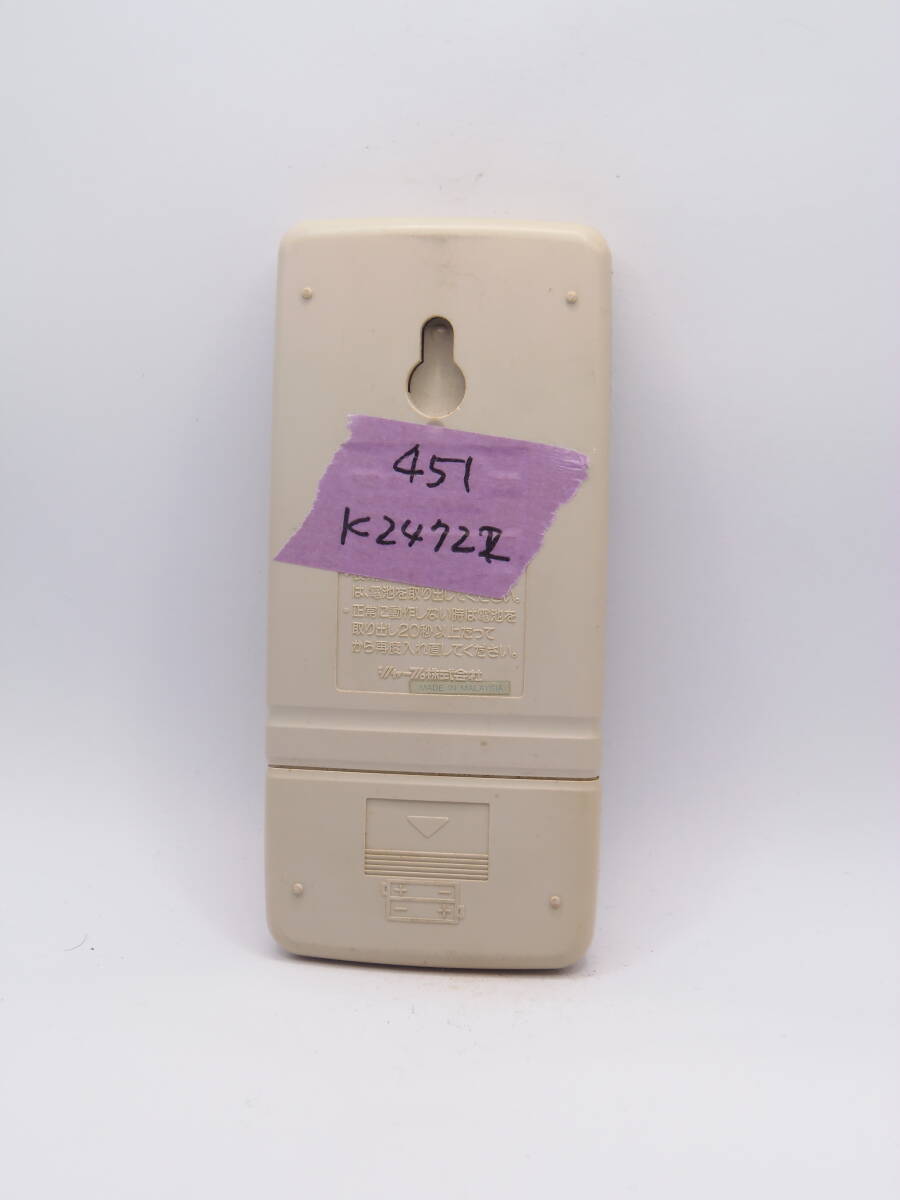 451
K2472
は、電池を取り出してください。
・正常に動作しない時は電池を
取り出し20秒以上たって
から再度入れ直してください。
シャープ株式会社
MADE IN MALAYSIA
+ −
− +